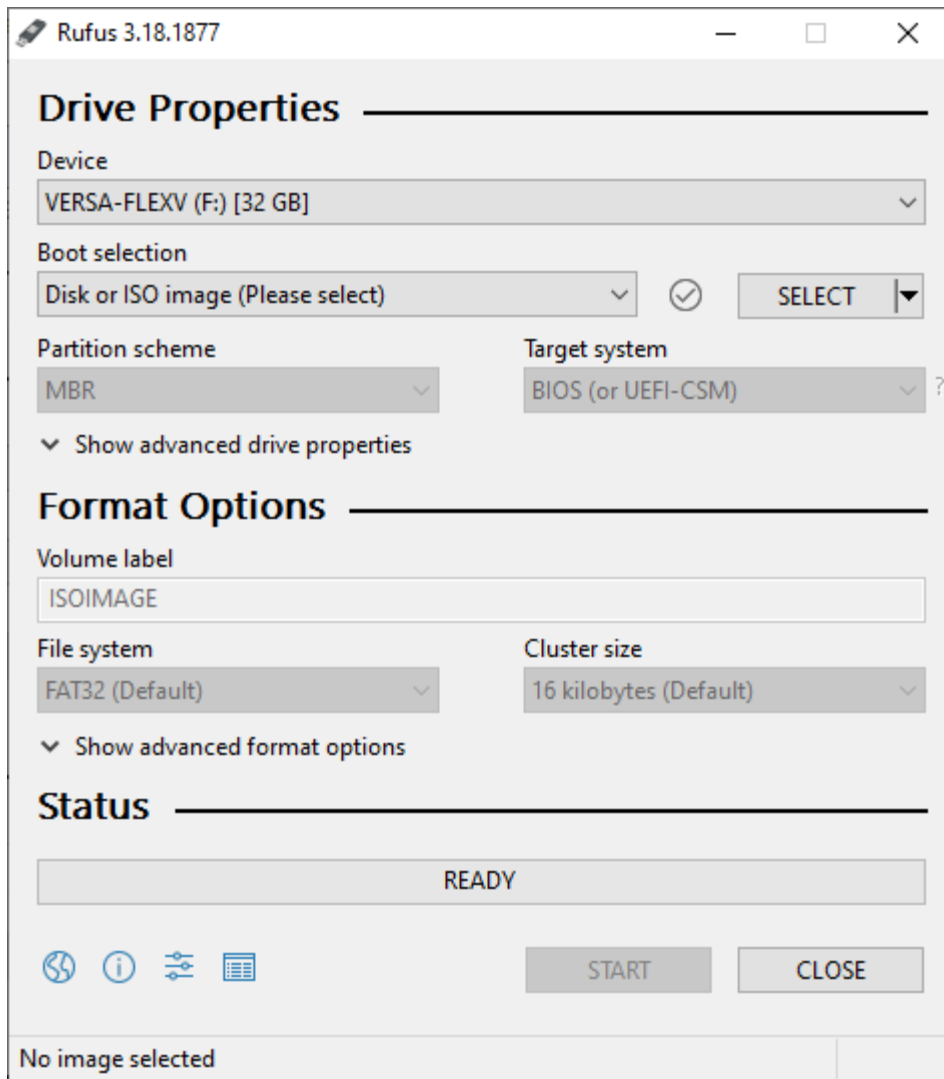 Rufus 3.18.1877
Drive Properties
Device
VERSA-FLEXV (F:) [32 GB]
Boot selection
Disk or ISO image (Please select)
SELECT
Partition scheme
Target system
MBR
BIOS (or UEFI-CSM)
?
Show advanced drive properties
Format Options
Volume label
ISOIMAGE
File system
Cluster size
FAT32 (Default)
16 kilobytes (Default)
Show advanced format options
Status
READY
START
CLOSE
No image selected